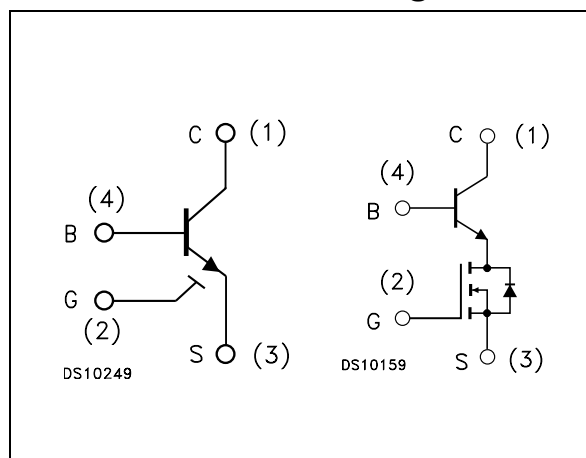 C (1)
(4)
B
G
(2)
S (3)
DS10249
C (1)
(4)
B
(2)
G
S (3)
DS10159